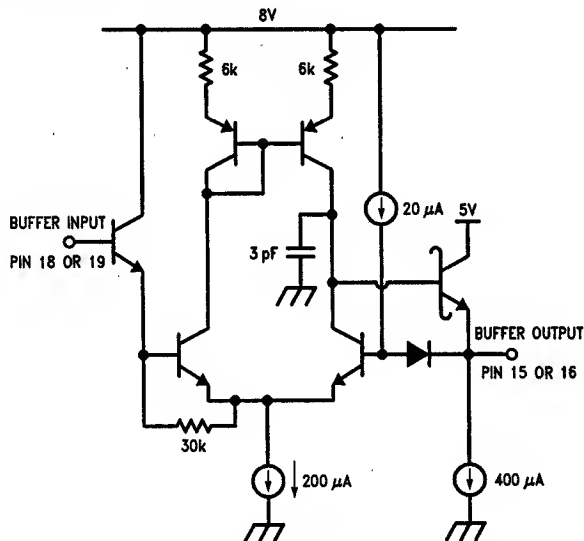 8V
6k
6k
20 μA
5V
BUFFER INPUT
PIN 18 OR 19
3 pF
BUFFER OUTPUT
PIN 15 OR 16
30k
200 μA
400 μA